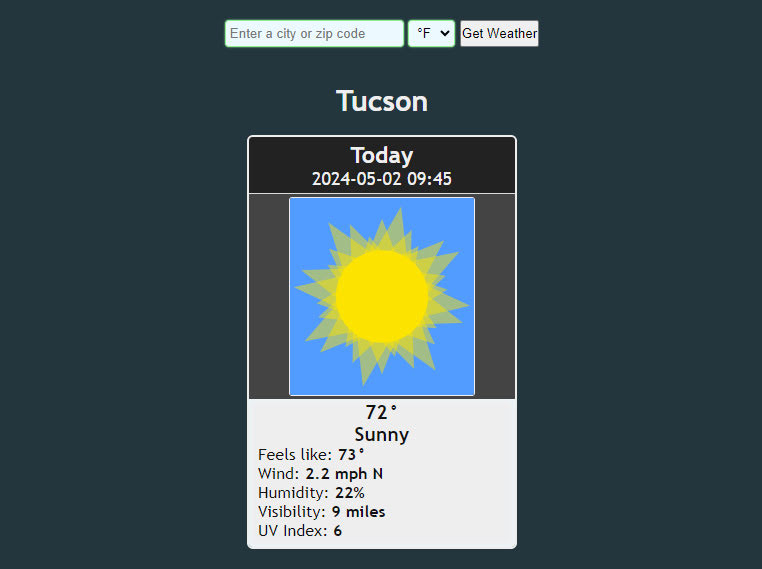 Enter a city or zip code °F Get Weather
Tucson
Today
2024-05-02 09:45
72°
Sunny
Feels like: 73°
Wind: 2.2 mph N
Humidity: 22%
Visibility: 9 miles
UV Index: 6